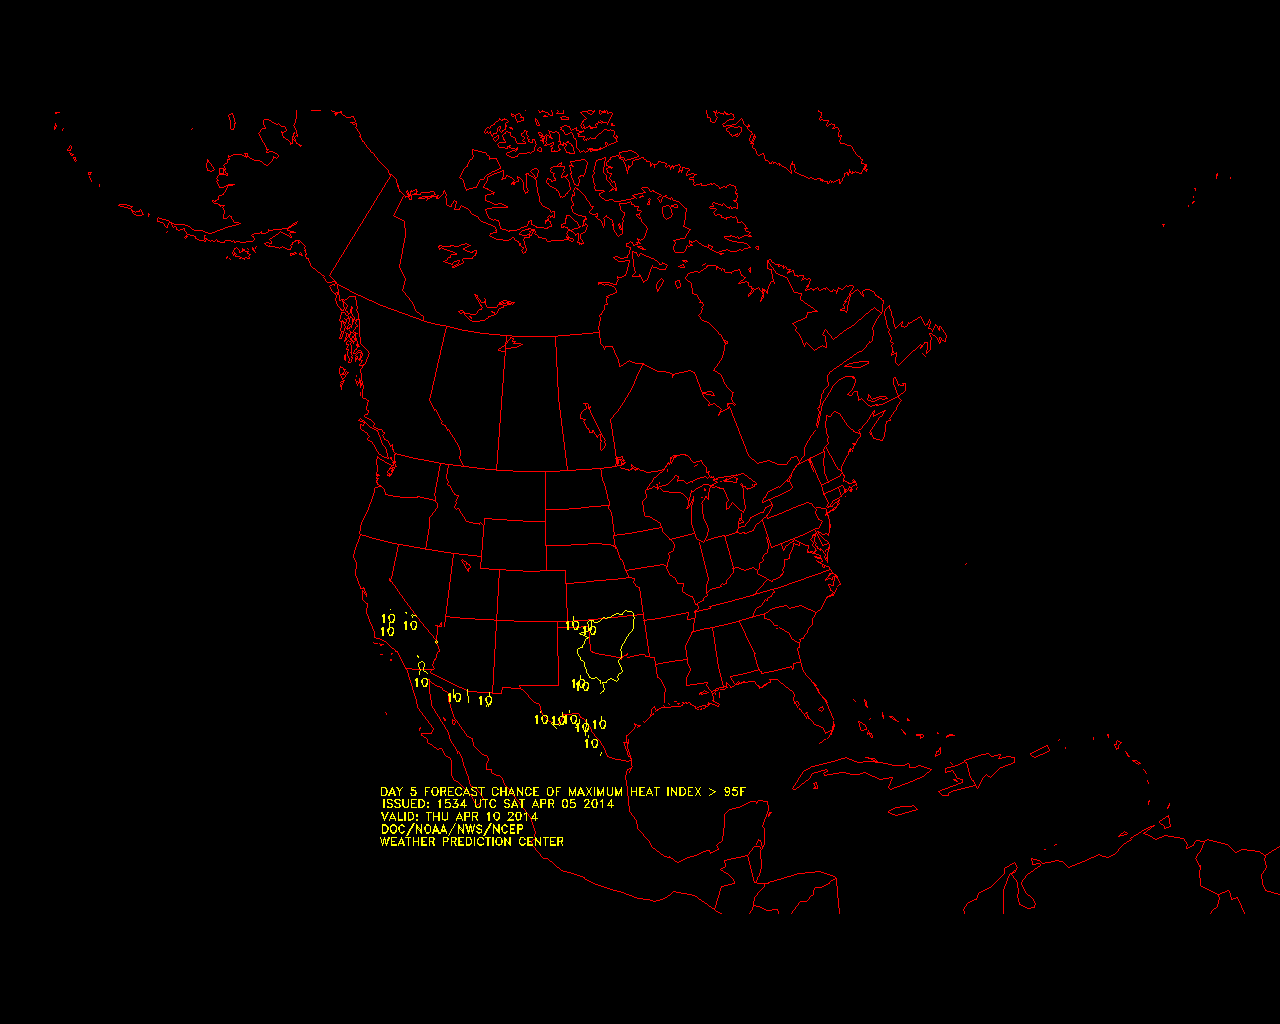 10 10
10
10 10
10
10 10
10
10 10 10 10 10
10
DAY 5 FORECAST CHANCE OF MAXIMUM HEAT INDEX > 95F
ISSUED: 1534 UTC SAT APR 05 2014
VALID: THU APR 10 2014
DOC/NOAA/NWS/NCEP
WEATHER PREDICTION CENTER